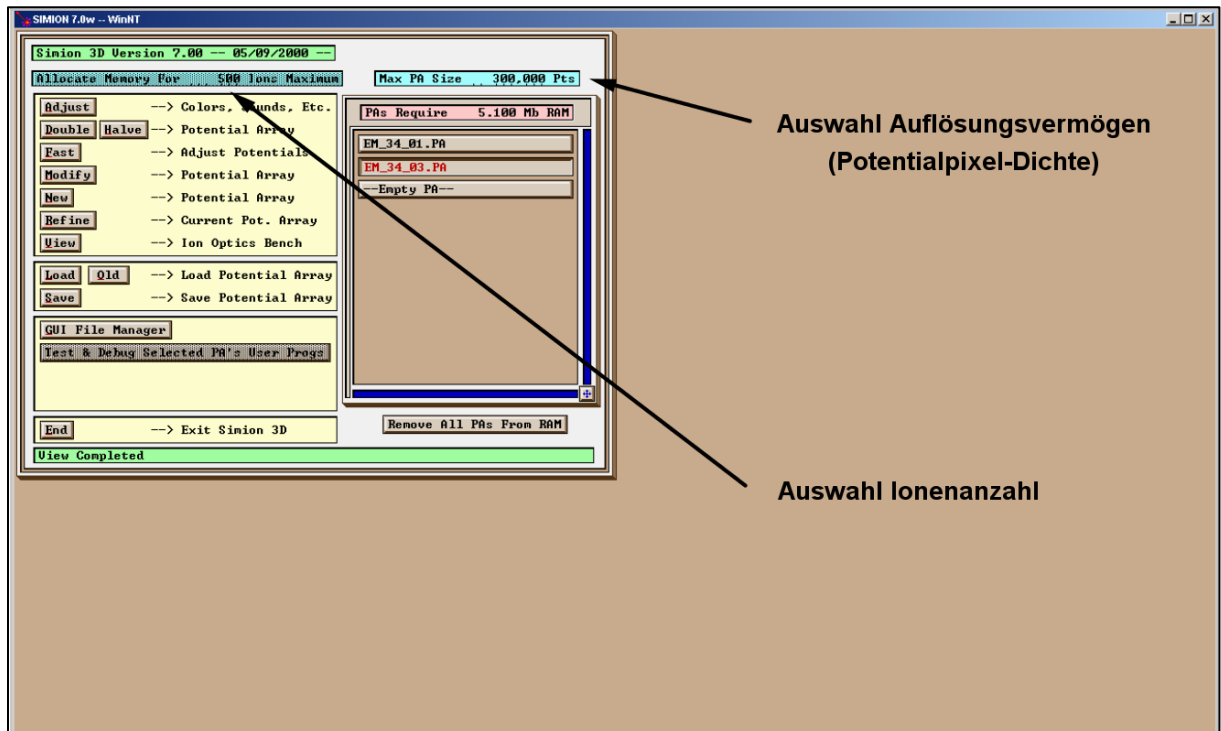 SIMION 7.0w -- WinNT
Simion 3D Version 7.00 -- 05/09/2000 --
Allocate Memory For 500 Ions Maximum
Max PA Size 300,000 Pts
Adjust --> Colors, Sounds, Etc.
Double Halve --> Potential Array
Fast --> Adjust Potentials
Modify --> Potential Array
New --> Potential Array
Refine --> Current Pot. Array
View --> Ion Optics Bench
Load Old --> Load Potential Array
Save --> Save Potential Array
GUI File Manager
Test & Debug Selected PA's User Progs
End --> Exit Simion 3D
View Completed
PAs Require 5.100 Mb RAM
EM_34_01.PA
EM_34_03.PA
--Empty PA--
Remove All PAs From RAM
Auswahl Auflösungsvermögen
(Potentialpixel-Dichte)
Auswahl Ionenanzahl